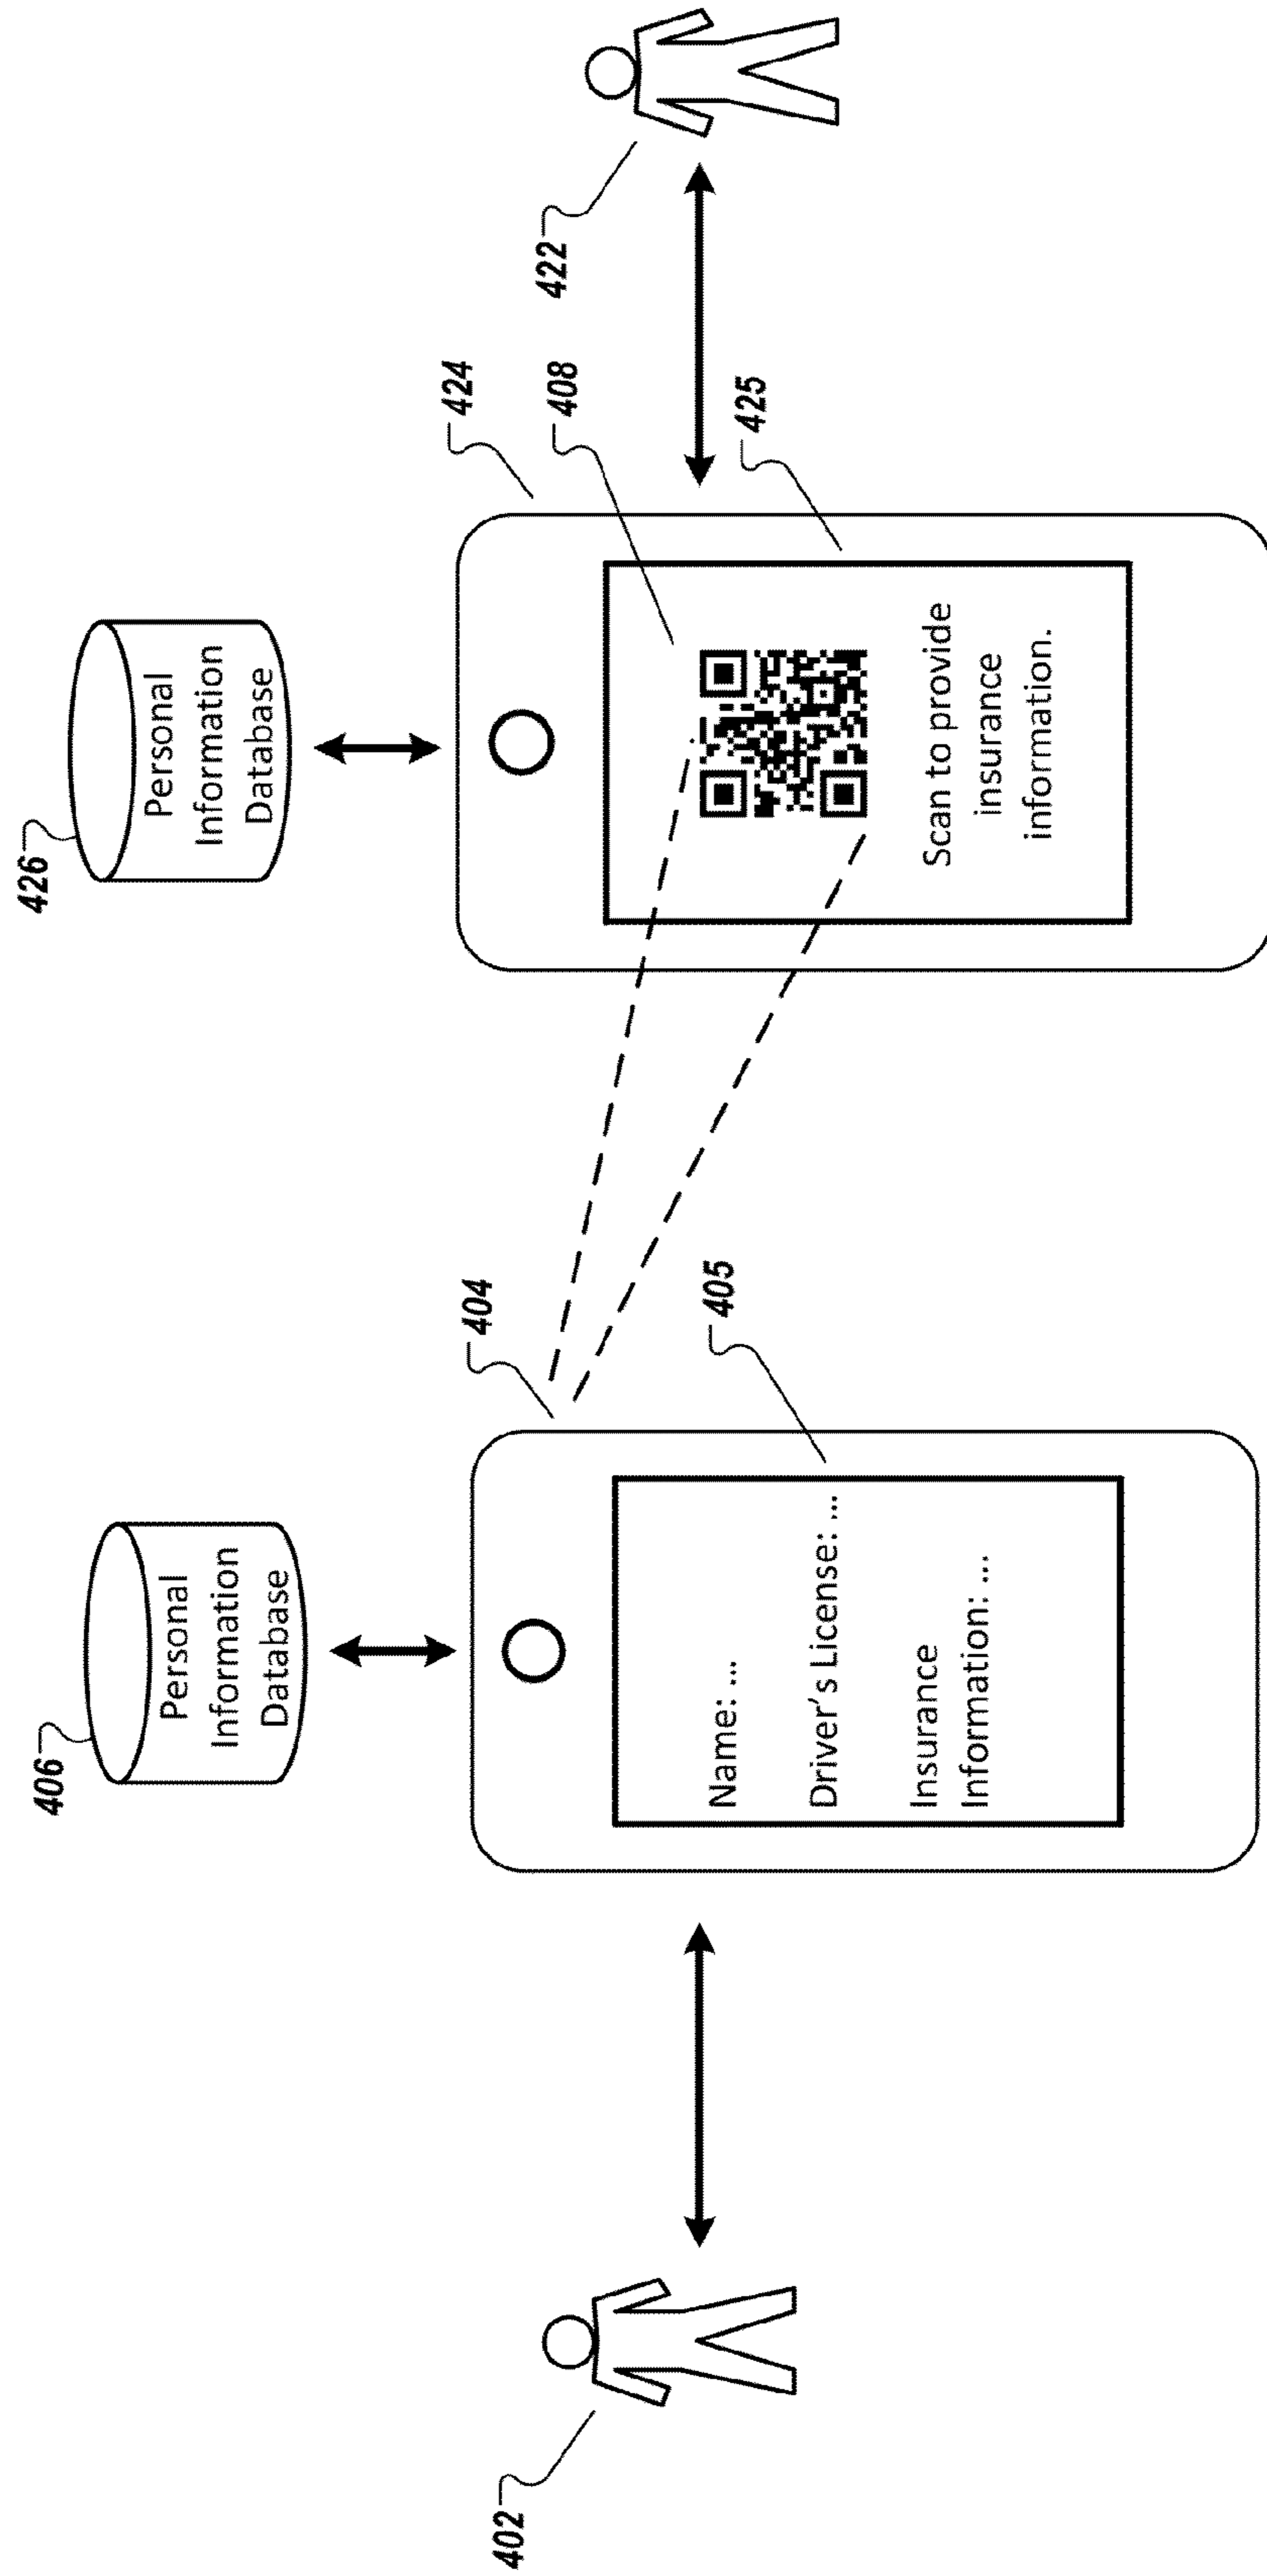 406
Personal
Information
Database
426
Personal
Information
Database
402
404
405
Name: ...
Driver's License: ...
Insurance
Information: ...
424
408
425
422
Scan to provide
insurance
information.